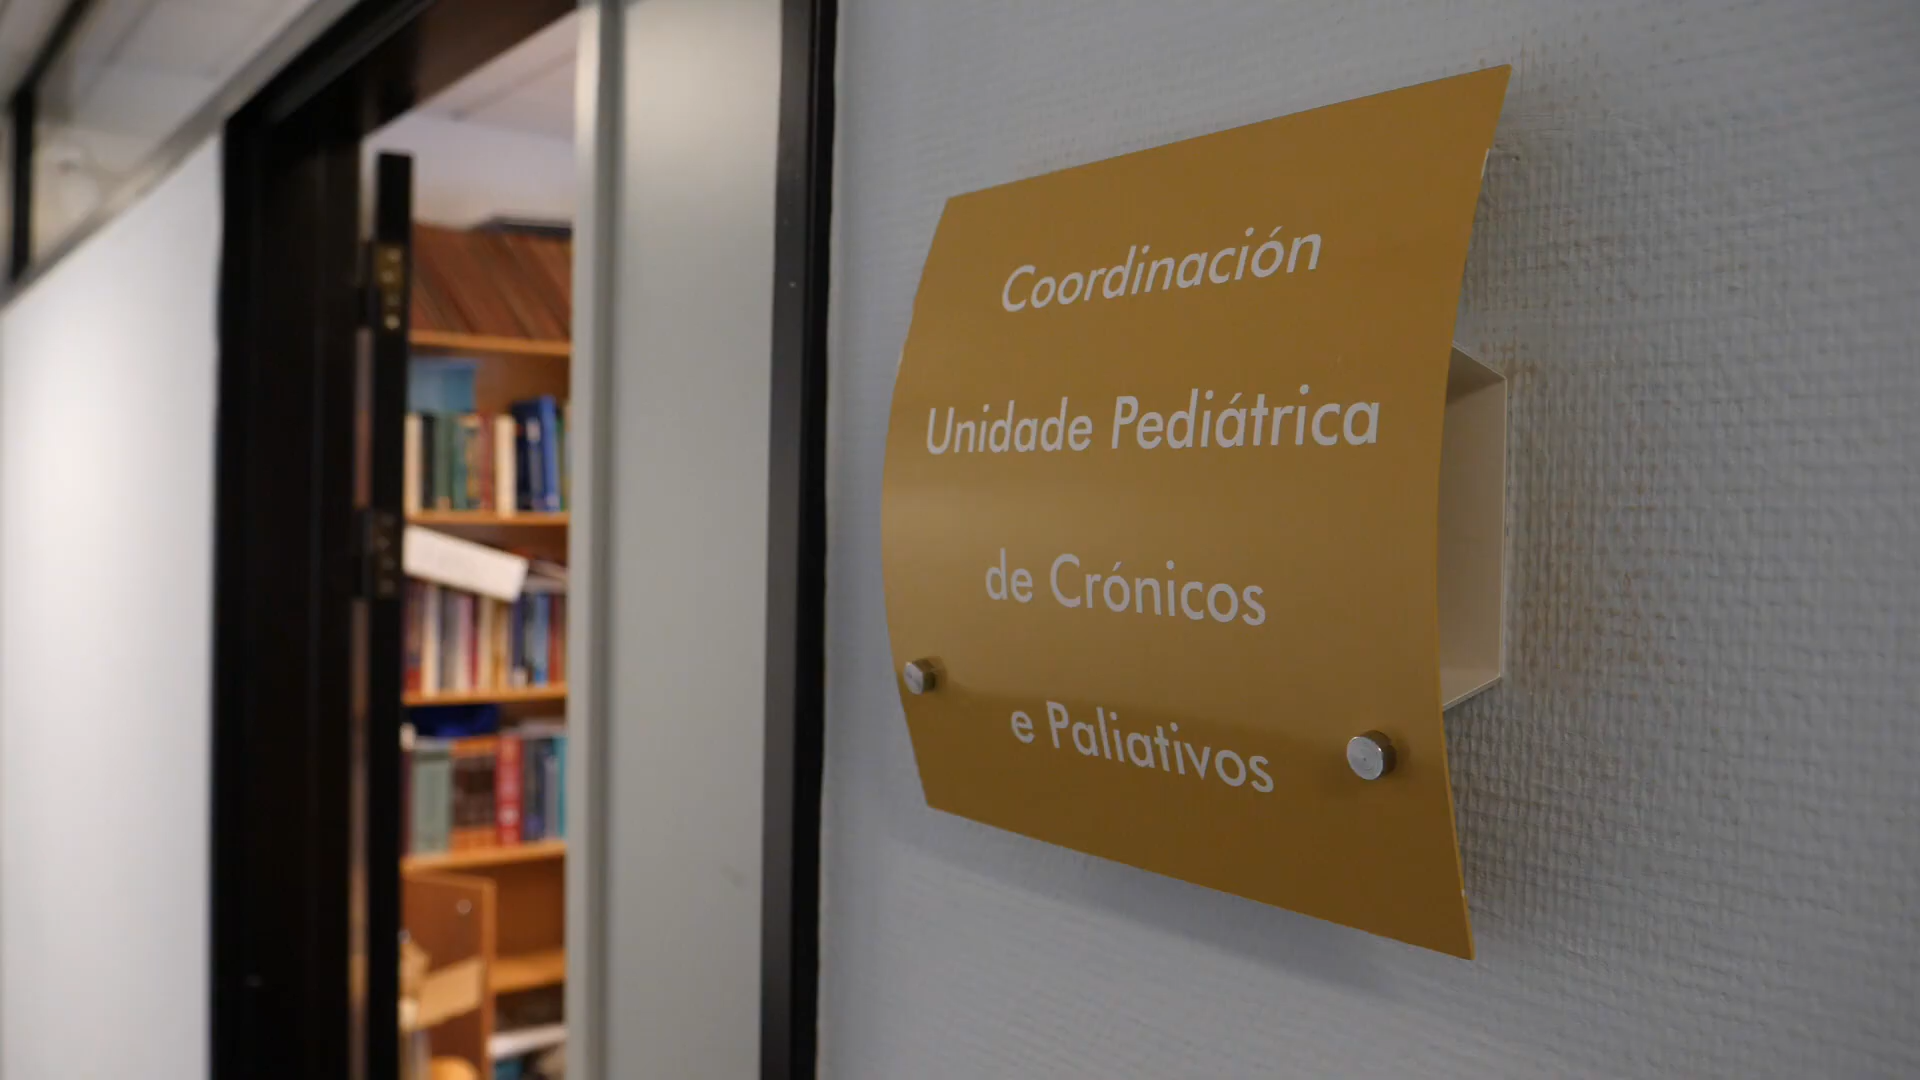 Coordinación
Unidade Pediátrica
de Crónicos
e Paliativos